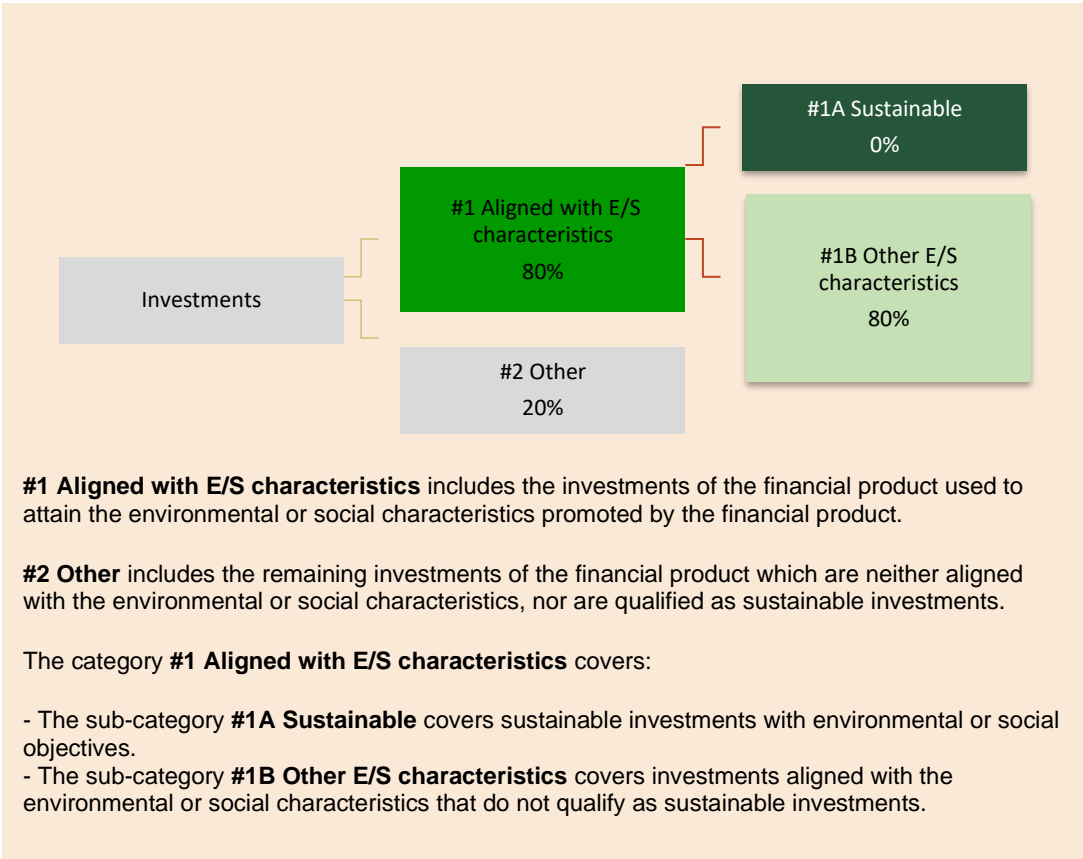 #1A Sustainable
0%
#1 Aligned with E/S
characteristics
80%
#1B Other E/S
characteristics
80%
Investments
#2 Other
20%
#1 Aligned with E/S characteristics includes the investments of the financial product used to
attain the environmental or social characteristics promoted by the financial product.
#2 Other includes the remaining investments of the financial product which are neither aligned
with the environmental or social characteristics, nor are qualified as sustainable investments.
The category #1 Aligned with E/S characteristics covers:
- The sub-category #1A Sustainable covers sustainable investments with environmental or social
objectives.
- The sub-category #1B Other E/S characteristics covers investments aligned with the
environmental or social characteristics that do not qualify as sustainable investments.